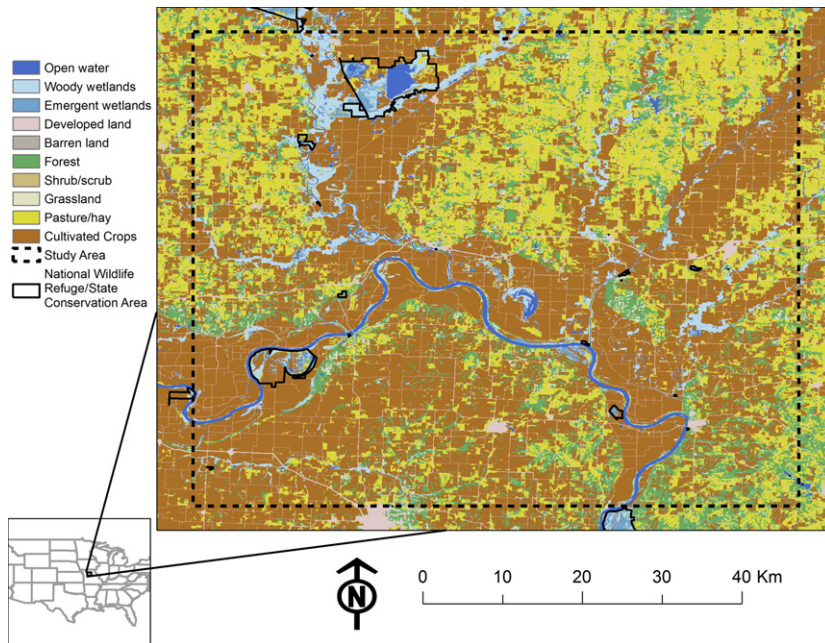 Open water
Woody wetlands
Emergent wetlands
Developed land
Barren land
Forest
Shrub/scrub
Grassland
Pasture/hay
Cultivated Crops
Study Area
National Wildlife
Refuge/State
Conservation Area
N
0 10 20 30 40 Km